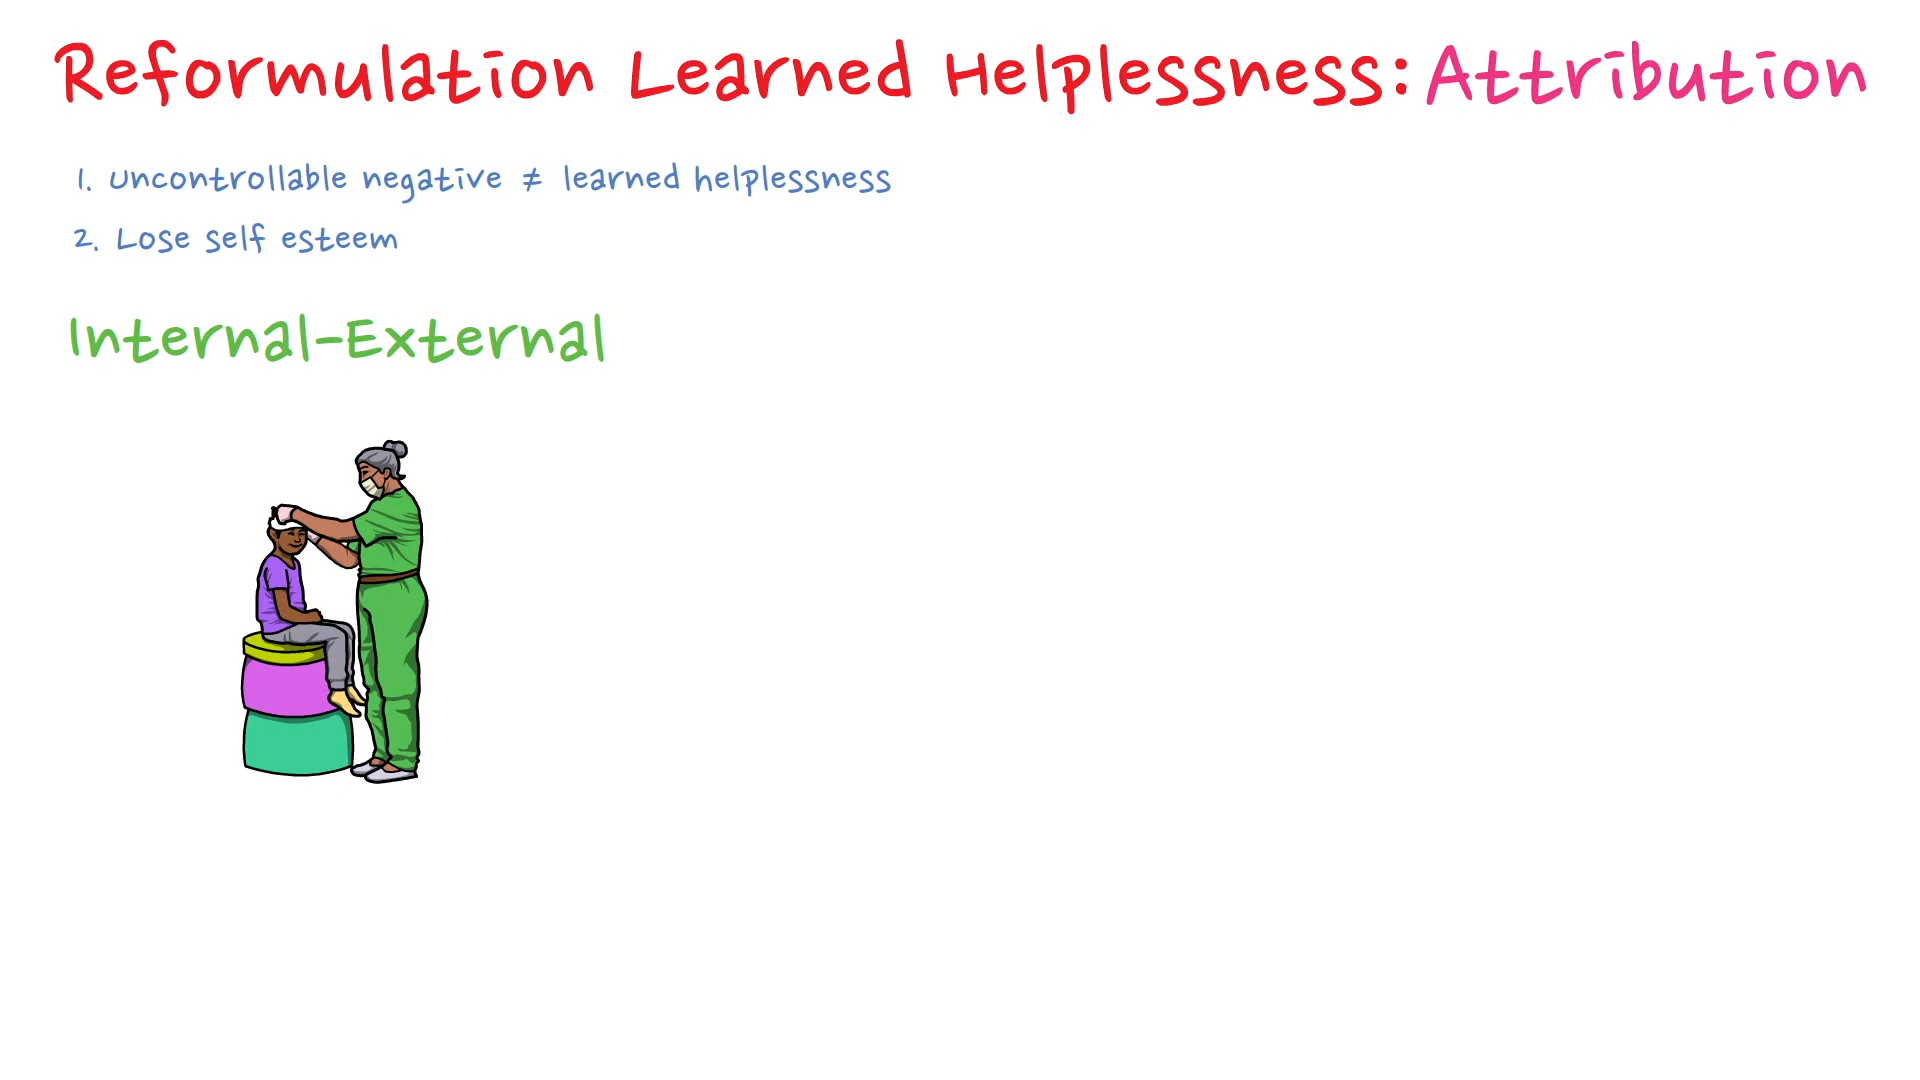 Reformulation Learned Helplessness: Attribution
1. Uncontrollable negative ≠ learned helplessness
2. Lose self esteem
Internal-External